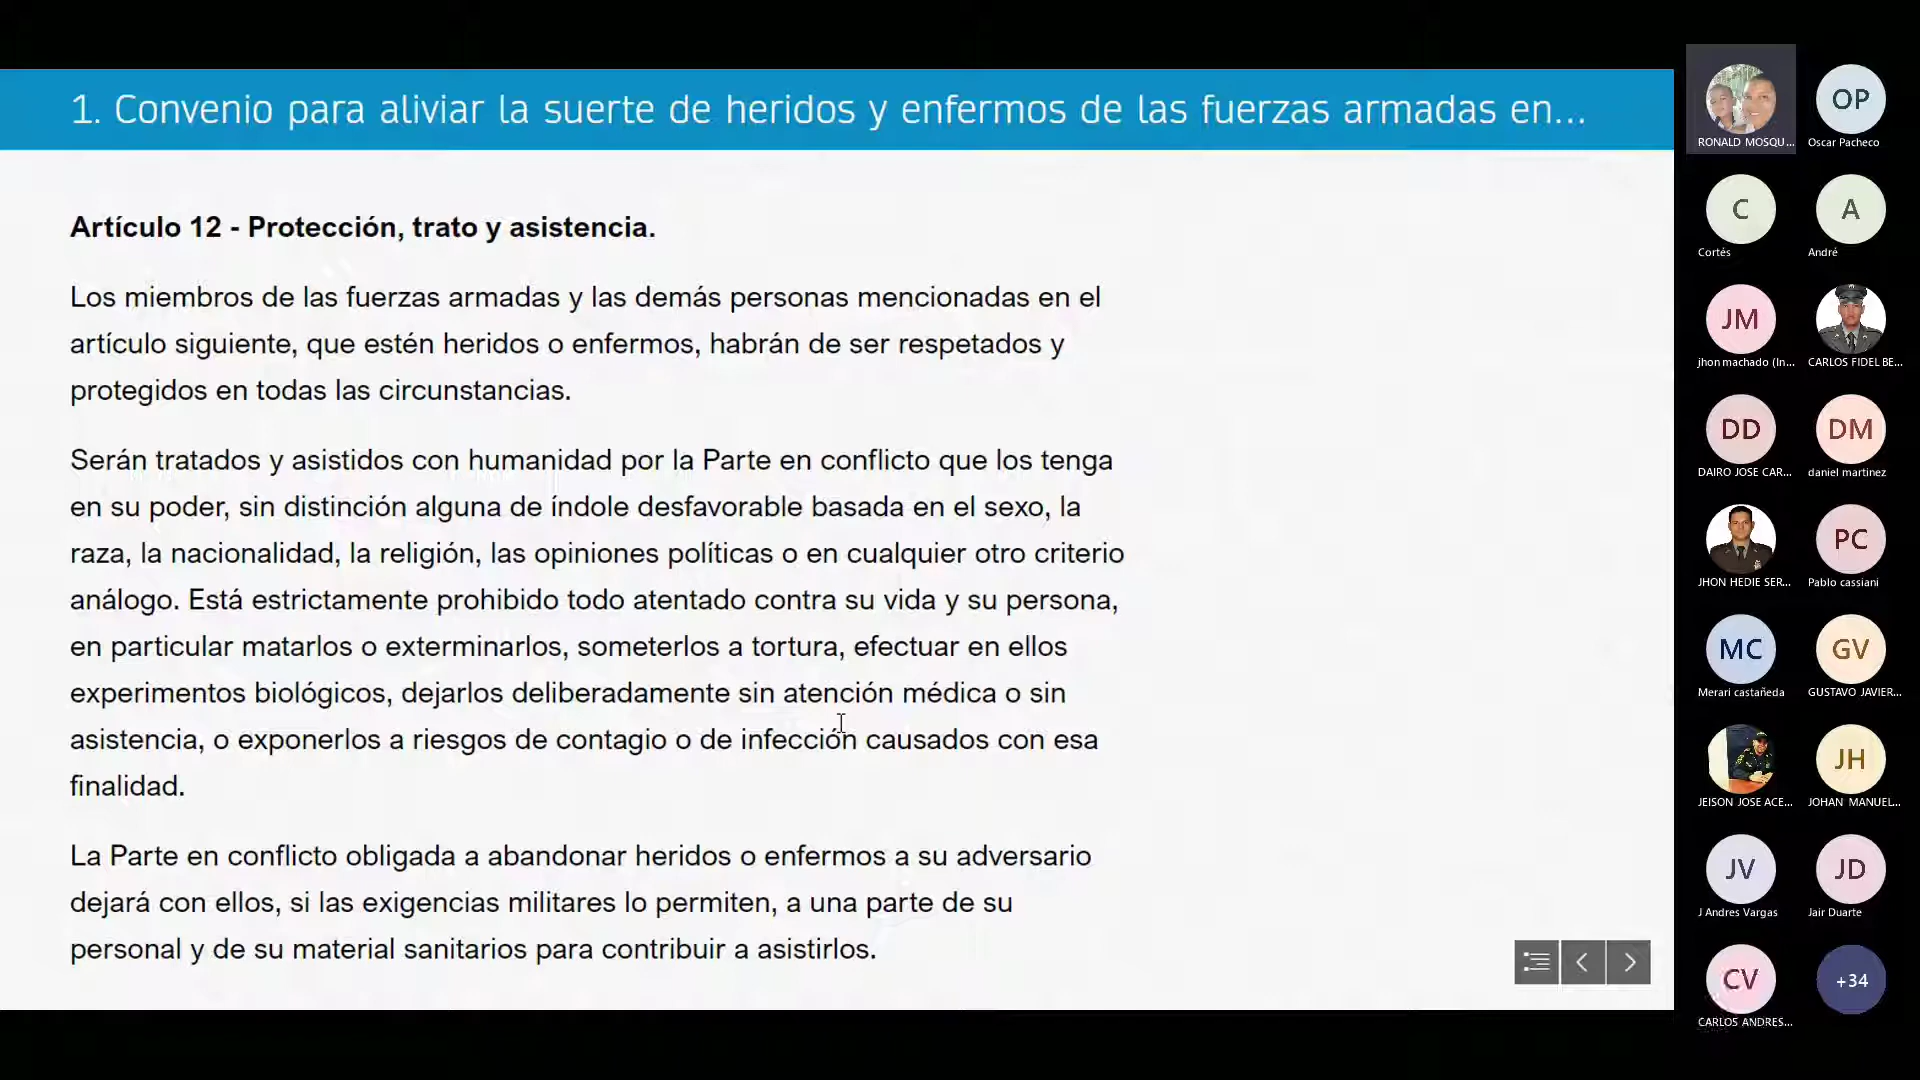 1. Convenio para aliviar la suerte de heridos y enfermos de las fuerzas armadas en...
Artículo 12 - Protección, trato y asistencia.
Los miembros de las fuerzas armadas y las demás personas mencionadas en el
artículo siguiente, que estén heridos o enfermos, habrán de ser respetados y
protegidos en todas las circunstancias.
Serán tratados y asistidos con humanidad por la Parte en conflicto que los tenga
en su poder, sin distinción alguna de índole desfavorable basada en el sexo, la
raza, la nacionalidad, la religión, las opiniones políticas o en cualquier otro criterio
análogo. Está estrictamente prohibido todo atentado contra su vida y su persona,
en particular matarlos o exterminarlos, someterlos a tortura, efectuar en ellos
experimentos biológicos, dejarlos deliberadamente sin atención médica o sin
asistencia, o exponerlos a riesgos de contagio o de infección causados con esa
finalidad.
La Parte en conflicto obligada a abandonar heridos o enfermos a su adversario
dejará con ellos, si las exigencias militares lo permiten, a una parte de su
personal y de su material sanitarios para contribuir a asistirlos.
RONALD MOSQU...
OP
Oscar Pacheco
C
Cortés
A
André
JM
jhon machado (In...
CARLOS FIDEL BE...
DD
DAIRO JOSE CAR...
DM
daniel martinez
JHON HEDIE SER...
PC
Pablo cassiani
MC
Merari castañeda
GV
GUSTAVO JAVIER...
JEISON JOSE ACE...
JH
JOHAN MANUEL...
JV
J Andres Vargas
JD
Jair Duarte
CV
CARLOS ANDRES...
+34